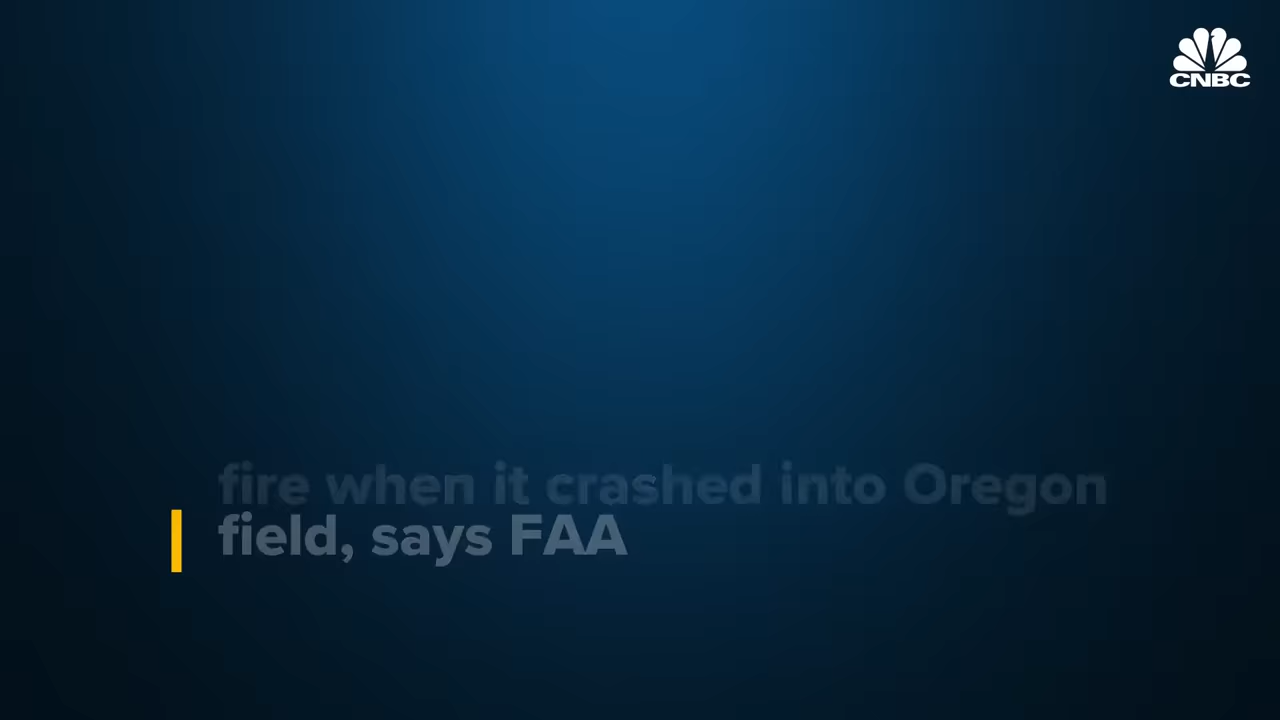 CNBC
fire when it crashed into Oregon
field, says FAA